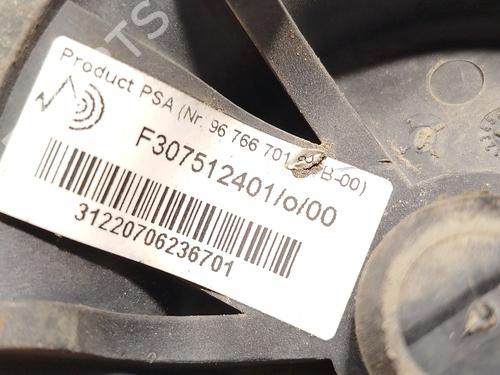 Product PSA (Nr. 96 766 701 B-00)
F307512401/o/00
31220706236701